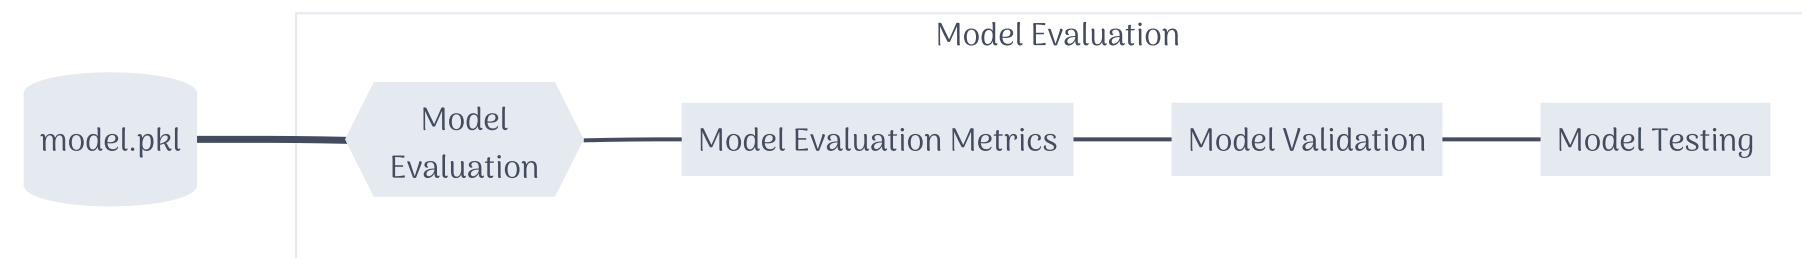 Model Evaluation
model.pkl
Model
Evaluation
Model Evaluation Metrics
Model Validation
Model Testing